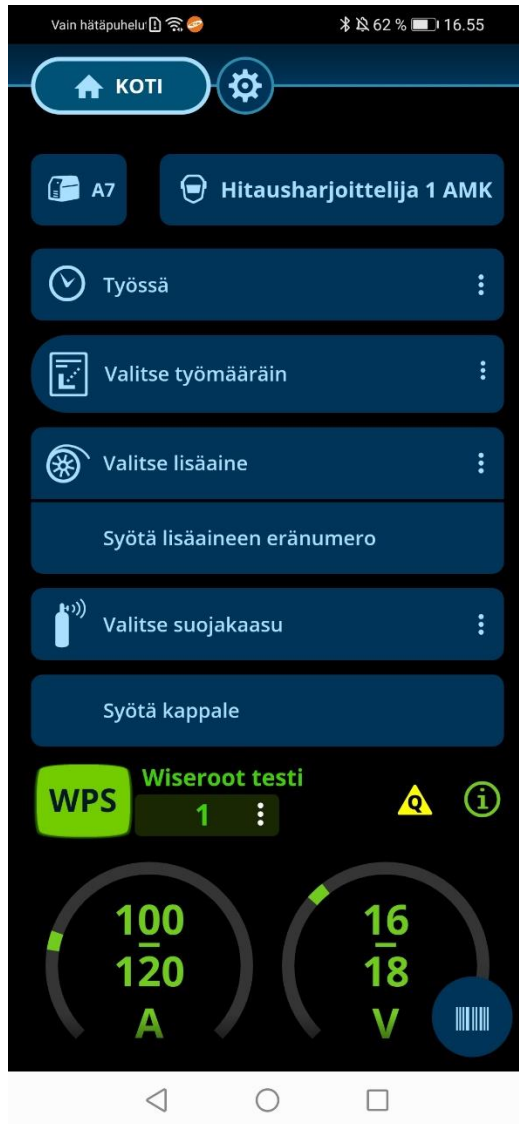 Vain hätäpuhelu 62 % 16.55
KOTI
A7 Hitausharjoittelija 1 AMK
Työssä
Valitse työmääräin
Valitse lisäaine
Syötä lisäaineen eränumero
Valitse suojakaasu
Syötä kappale
WPS Wiseroot testi
1
Q i
100 16
120 18
A V